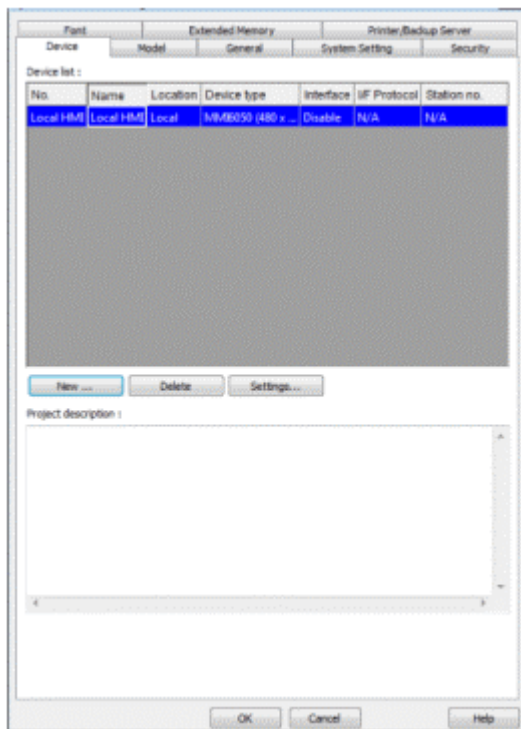 Font Extended Memory Printer/Backup Server
Device Model General System Setting Security
Device list :
No. Name Location Device type Interface I/F Protocol Station no.
Local HMI Local HMI Local MMI6050 (480 x ... Disable N/A N/A
New ... Delete Settings...
Project description :
OK Cancel Help